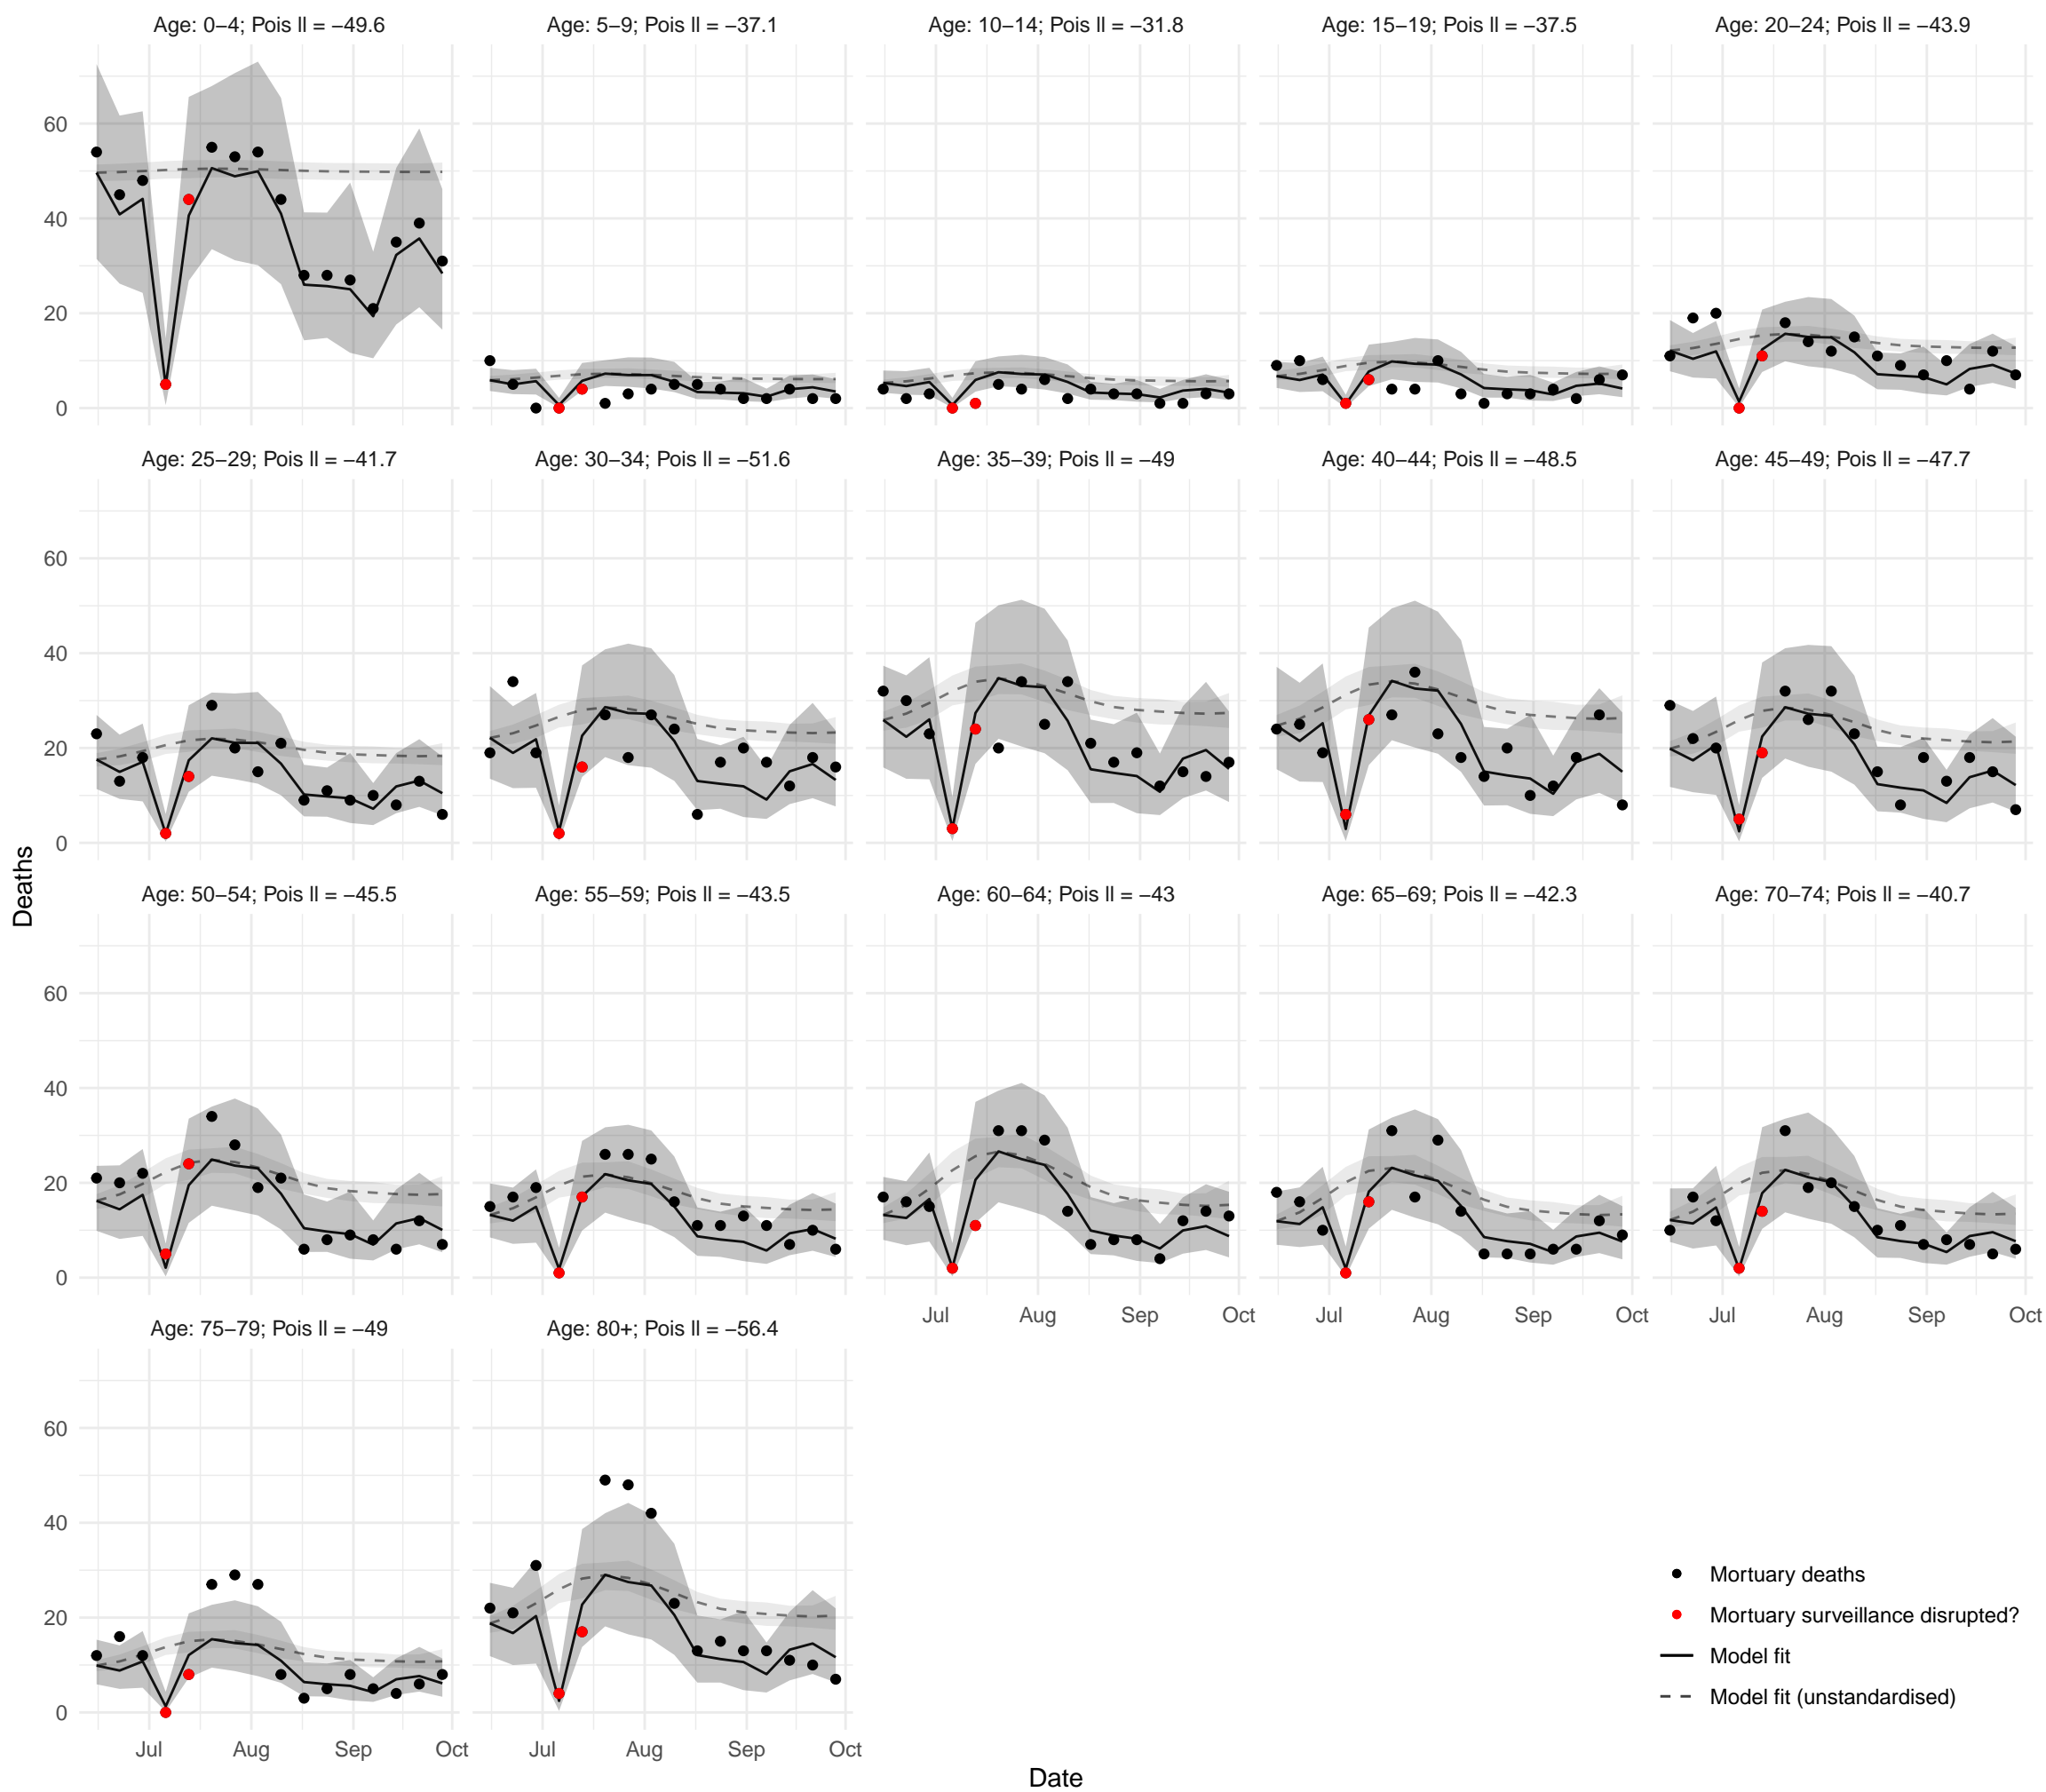 Age: 0–4; Pois ll = −49.6
Age: 5–9; Pois ll = −37.1
Age: 10–14; Pois ll = −31.8
Age: 15–19; Pois ll = −37.5
Age: 20–24; Pois ll = −43.9
60
40
20
0
Age: 25–29; Pois ll = −41.7
Age: 30–34; Pois ll = −51.6
Age: 35–39; Pois ll = −49
Age: 40–44; Pois ll = −48.5
Age: 45–49; Pois ll = −47.7
60
40
20
0
Deaths
Age: 50–54; Pois ll = −45.5
Age: 55–59; Pois ll = −43.5
Age: 60–64; Pois ll = −43
Age: 65–69; Pois ll = −42.3
Age: 70–74; Pois ll = −40.7
60
40
20
0
Jul Aug Sep Oct
Jul Aug Sep Oct
Jul Aug Sep Oct
Age: 75–79; Pois ll = −49
Age: 80+; Pois ll = −56.4
60
40
20
0
Jul Aug Sep Oct
Jul Aug Sep Oct
Mortuary deaths
Mortuary surveillance disrupted?
Model fit
Model fit (unstandardised)
Date